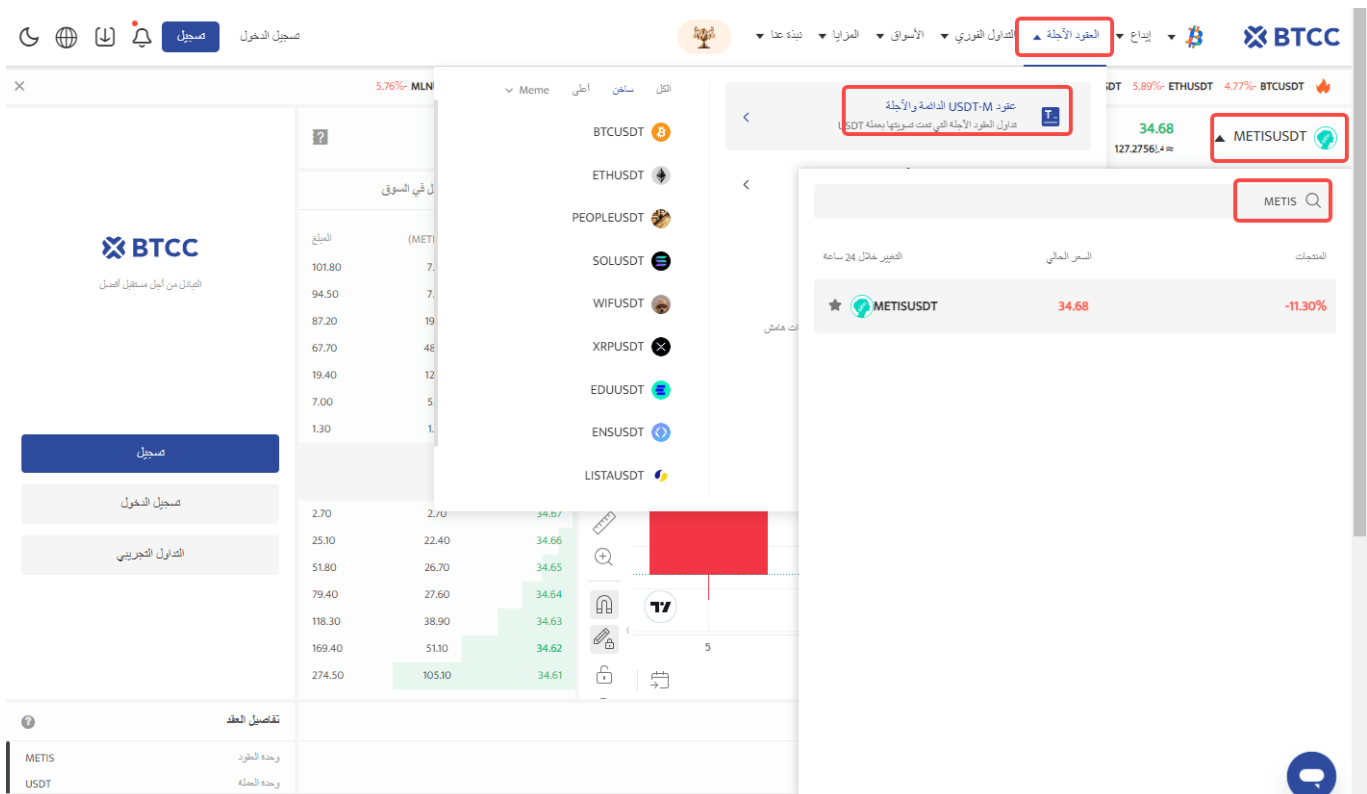 BTCC
إيداع
العقود الآجلة
التداول الفوري
الأسواق
المزايا
نبذة عنا
تسجيل الدخول
تسجيل
BTCUSDT -4.77%
ETHUSDT -5.89%
5.76%-
METISUSDT
34.68
عقود USDT-M الدائمة والآجلة
تداول العقود الآجلة التي تمت تسويتها بعملة USDT
الكل
ساخن
أعلى
Meme
BTCUSDT
ETHUSDT
PEOPLEUSDT
SOLUSDT
WIFUSDT
XRPUSDT
EDUUSDT
ENSUSDT
LISTAUSDT
METIS
المنتجات
السعر الحالي
التغيير خلال 24 ساعة
METISUSDT
34.68
-11.30%
المبلغ
101.80
94.50
87.20
67.70
19.40
7.00
1.30
34.67 2.70 2.70
34.66 22.40 25.10
34.65 26.70 51.80
34.64 27.60 79.40
34.63 38.90 118.30
34.62 51.10 169.40
34.61 105.10 274.50
5
BTCC
التبادل من أجل مستقبل أفضل
تسجيل
تسجيل الدخول
التداول التجريبي
تفاصيل العقد
وحدة العقود
METIS
وحدة العملة
USDT